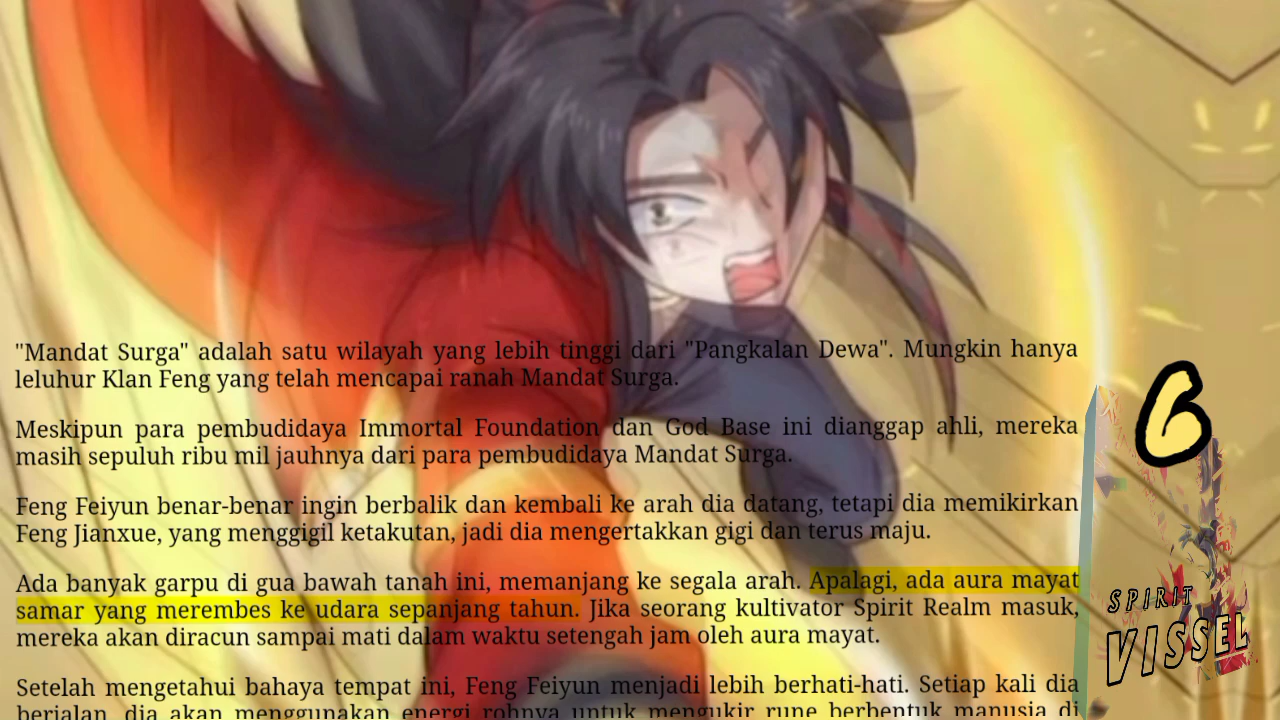 "Mandat Surga" adalah satu wilayah yang lebih tinggi dari "Pangkalan Dewa". Mungkin hanya
leluhur Klan Feng yang telah mencapai ranah Mandat Surga.
Meskipun para pembudidaya Immortal Foundation dan God Base ini dianggap ahli, mereka
masih sepuluh ribu mil jauhnya dari para pembudidaya Mandat Surga.
Feng Feiyun benar-benar ingin berbalik dan kembali ke arah dia datang, tetapi dia memikirkan
Feng Jianxue, yang menggigil ketakutan, jadi dia mengertakkan gigi dan terus maju.
Ada banyak garpu di gua bawah tanah ini, memanjang ke segala arah. Apalagi, ada aura mayat
samar yang merembes ke udara sepanjang tahun. Jika seorang kultivator Spirit Realm masuk,
mereka akan diracun sampai mati dalam waktu setengah jam oleh aura mayat.
Setelah mengetahui bahaya tempat ini, Feng Feiyun menjadi lebih berhati-hati. Setiap kali dia
berjalan, dia akan menggunakan energi rohnya untuk mengukir rune berbentuk manusia di
6
SPIRIT
VISSEL